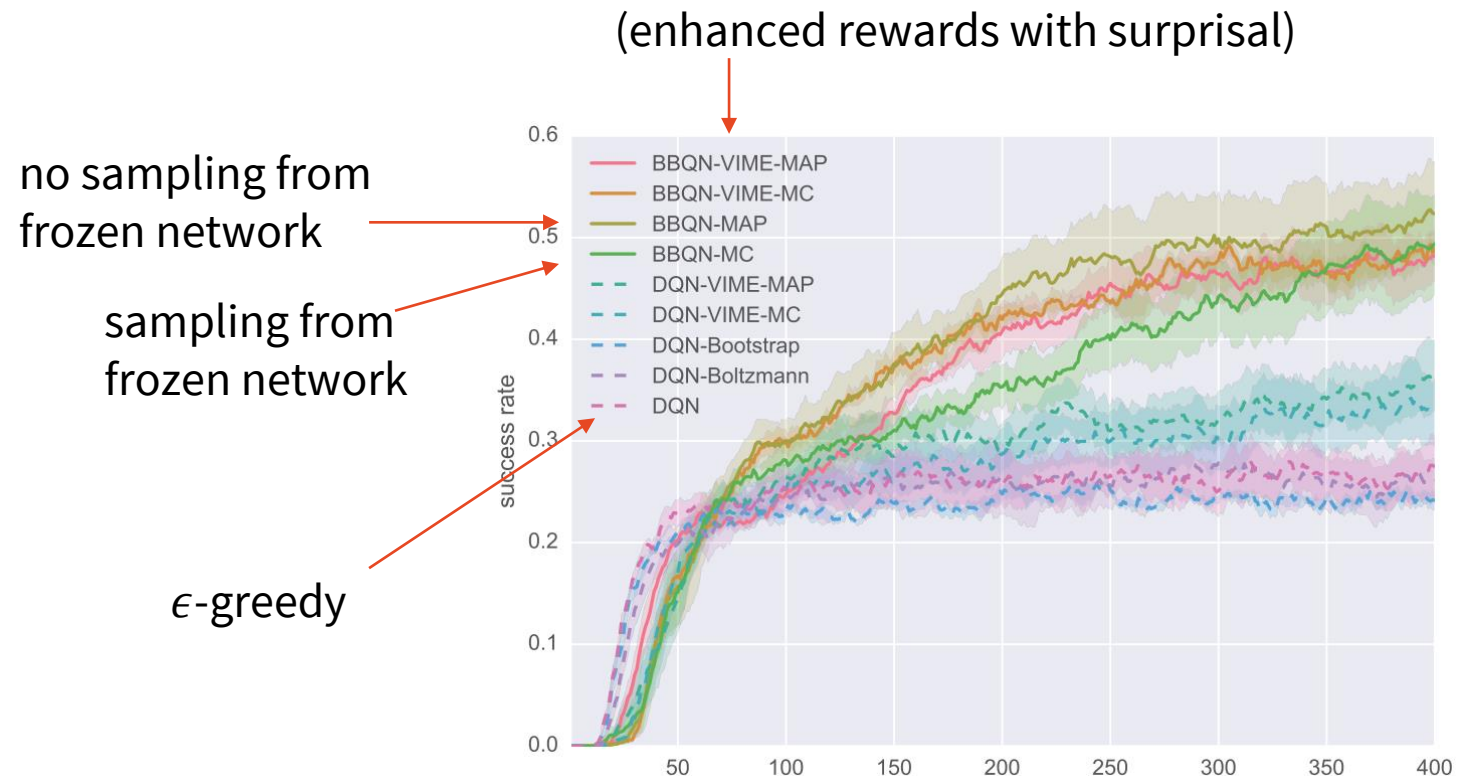 (enhanced rewards with surprisal)
no sampling from
frozen network
sampling from
frozen network
ϵ-greedy
success rate
0.6
0.5
0.4
0.3
0.2
0.1
0.0
BBQN-VIME-MAP
BBQN-VIME-MC
BBQN-MAP
BBQN-MC
DQN-VIME-MAP
DQN-VIME-MC
DQN-Bootstrap
DQN-Boltzmann
DQN
50 100 150 200 250 300 350 400